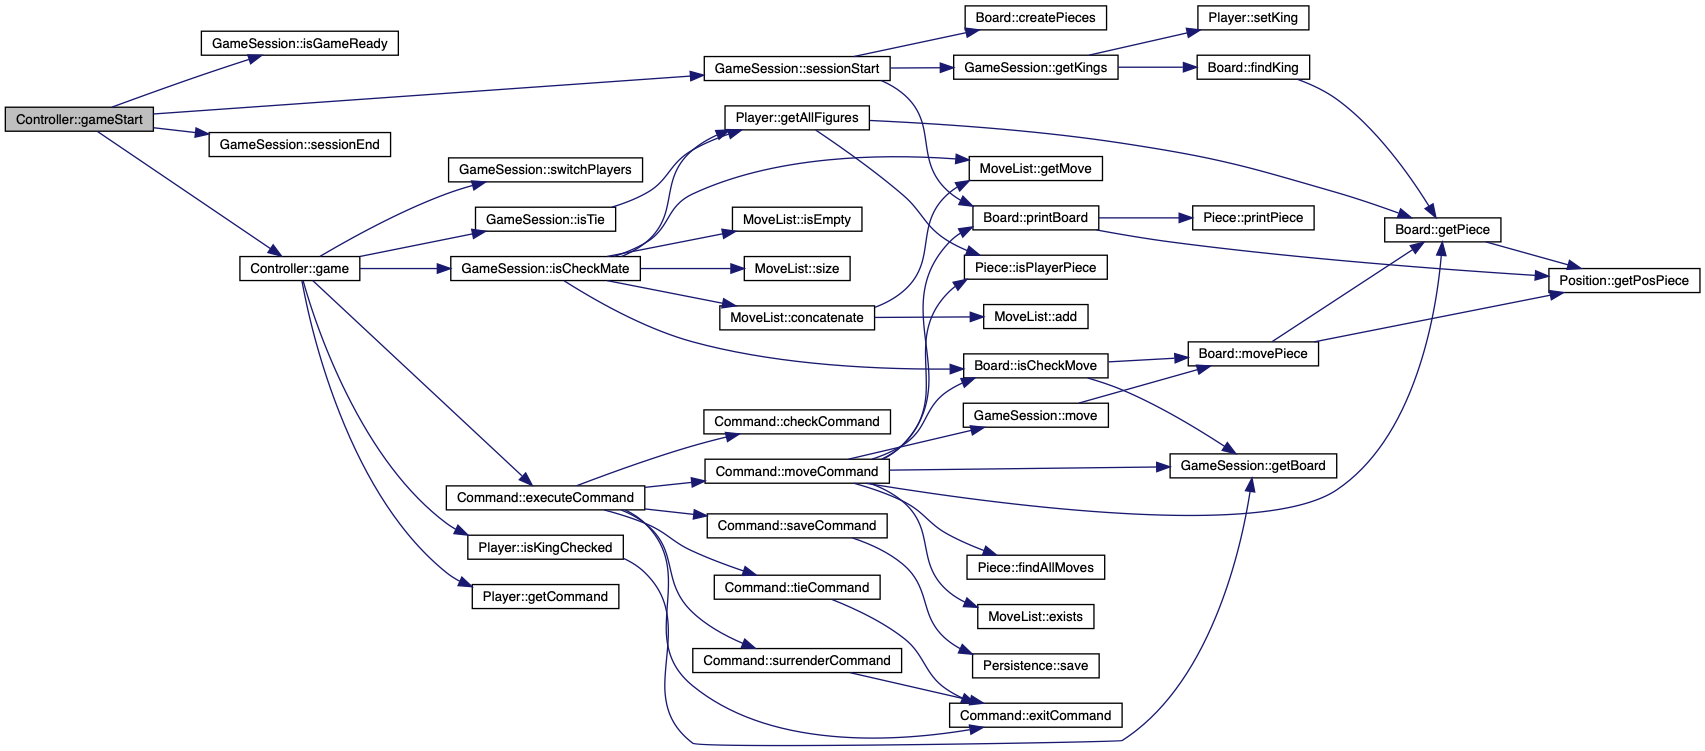 Controller::gameStart
GameSession::isGameReady
GameSession::sessionStart
GameSession::sessionEnd
Controller::game
Board::createPieces
GameSession::getKings
Player::setKing
Board::findKing
Player::getAllFigures
GameSession::switchPlayers
GameSession::isTie
GameSession::isCheckMate
MoveList::isEmpty
MoveList::size
MoveList::concatenate
MoveList::getMove
Board::printBoard
Piece::printPiece
Piece::isPlayerPiece
MoveList::add
Board::getPiece
Position::getPosPiece
Board::isCheckMove
Board::movePiece
GameSession::move
GameSession::getBoard
Command::checkCommand
Command::moveCommand
Command::executeCommand
Command::saveCommand
Player::isKingChecked
Player::getCommand
Command::tieCommand
Piece::findAllMoves
MoveList::exists
Command::surrenderCommand
Persistence::save
Command::exitCommand